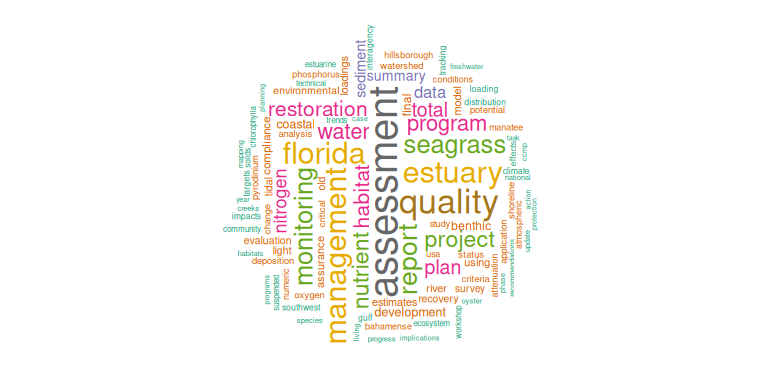 estuarine
interagency
hillsborough
tracking
phosphorus
loadings
sediment
watershed
freshwater
technical
summary
conditions
environmental
data
loading
planning
restoration
final
total
model
distribution
potential
chlorophylla
compliance
coastal
trends
case
water
program
manatee
analysis
assessment
task
mapping
solids
florida
seagrass
effects
comp
targets
pyrodinium
tidal
nitrogen
monitoring
old
habitat
estuary
climate
national
year
creeks
management
quality
shoreline
action
impacts
change
critical
protection
community
nutrient
report
study
benthic
atmospheric
evaluation
light
assurance
project
application
update
habitats
deposition
usa
status
recommendations
plan
using
attenuation
programs
suspended
numeric
oxygen
criteria
phase
river
survey
southwest
estimates
recovery
oyster
species
gulf
development
living
bahamense
ecosystem
workshop
progress
implications